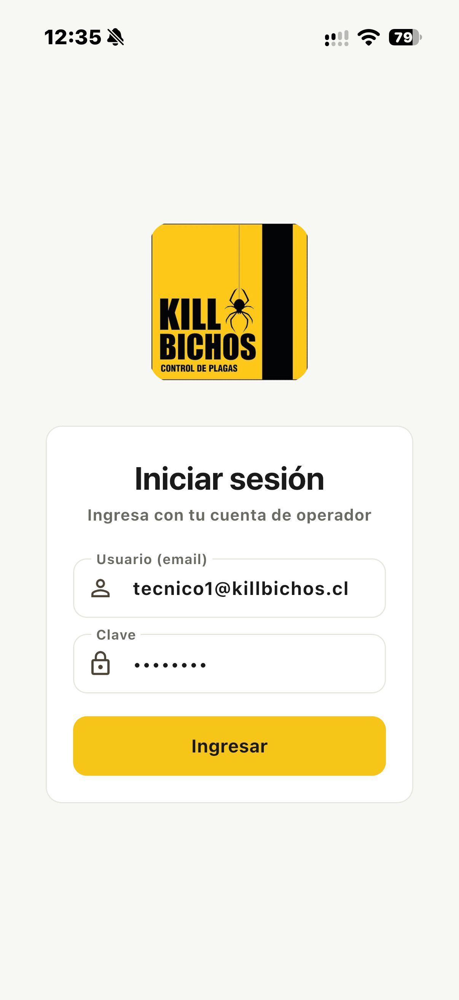 12:35
79
KILL
BICHOS
CONTROL DE PLAGAS
Iniciar sesión
Ingresa con tu cuenta de operador
Usuario (email)
tecnico1@killbichos.cl
Clave
••••••••
Ingresar